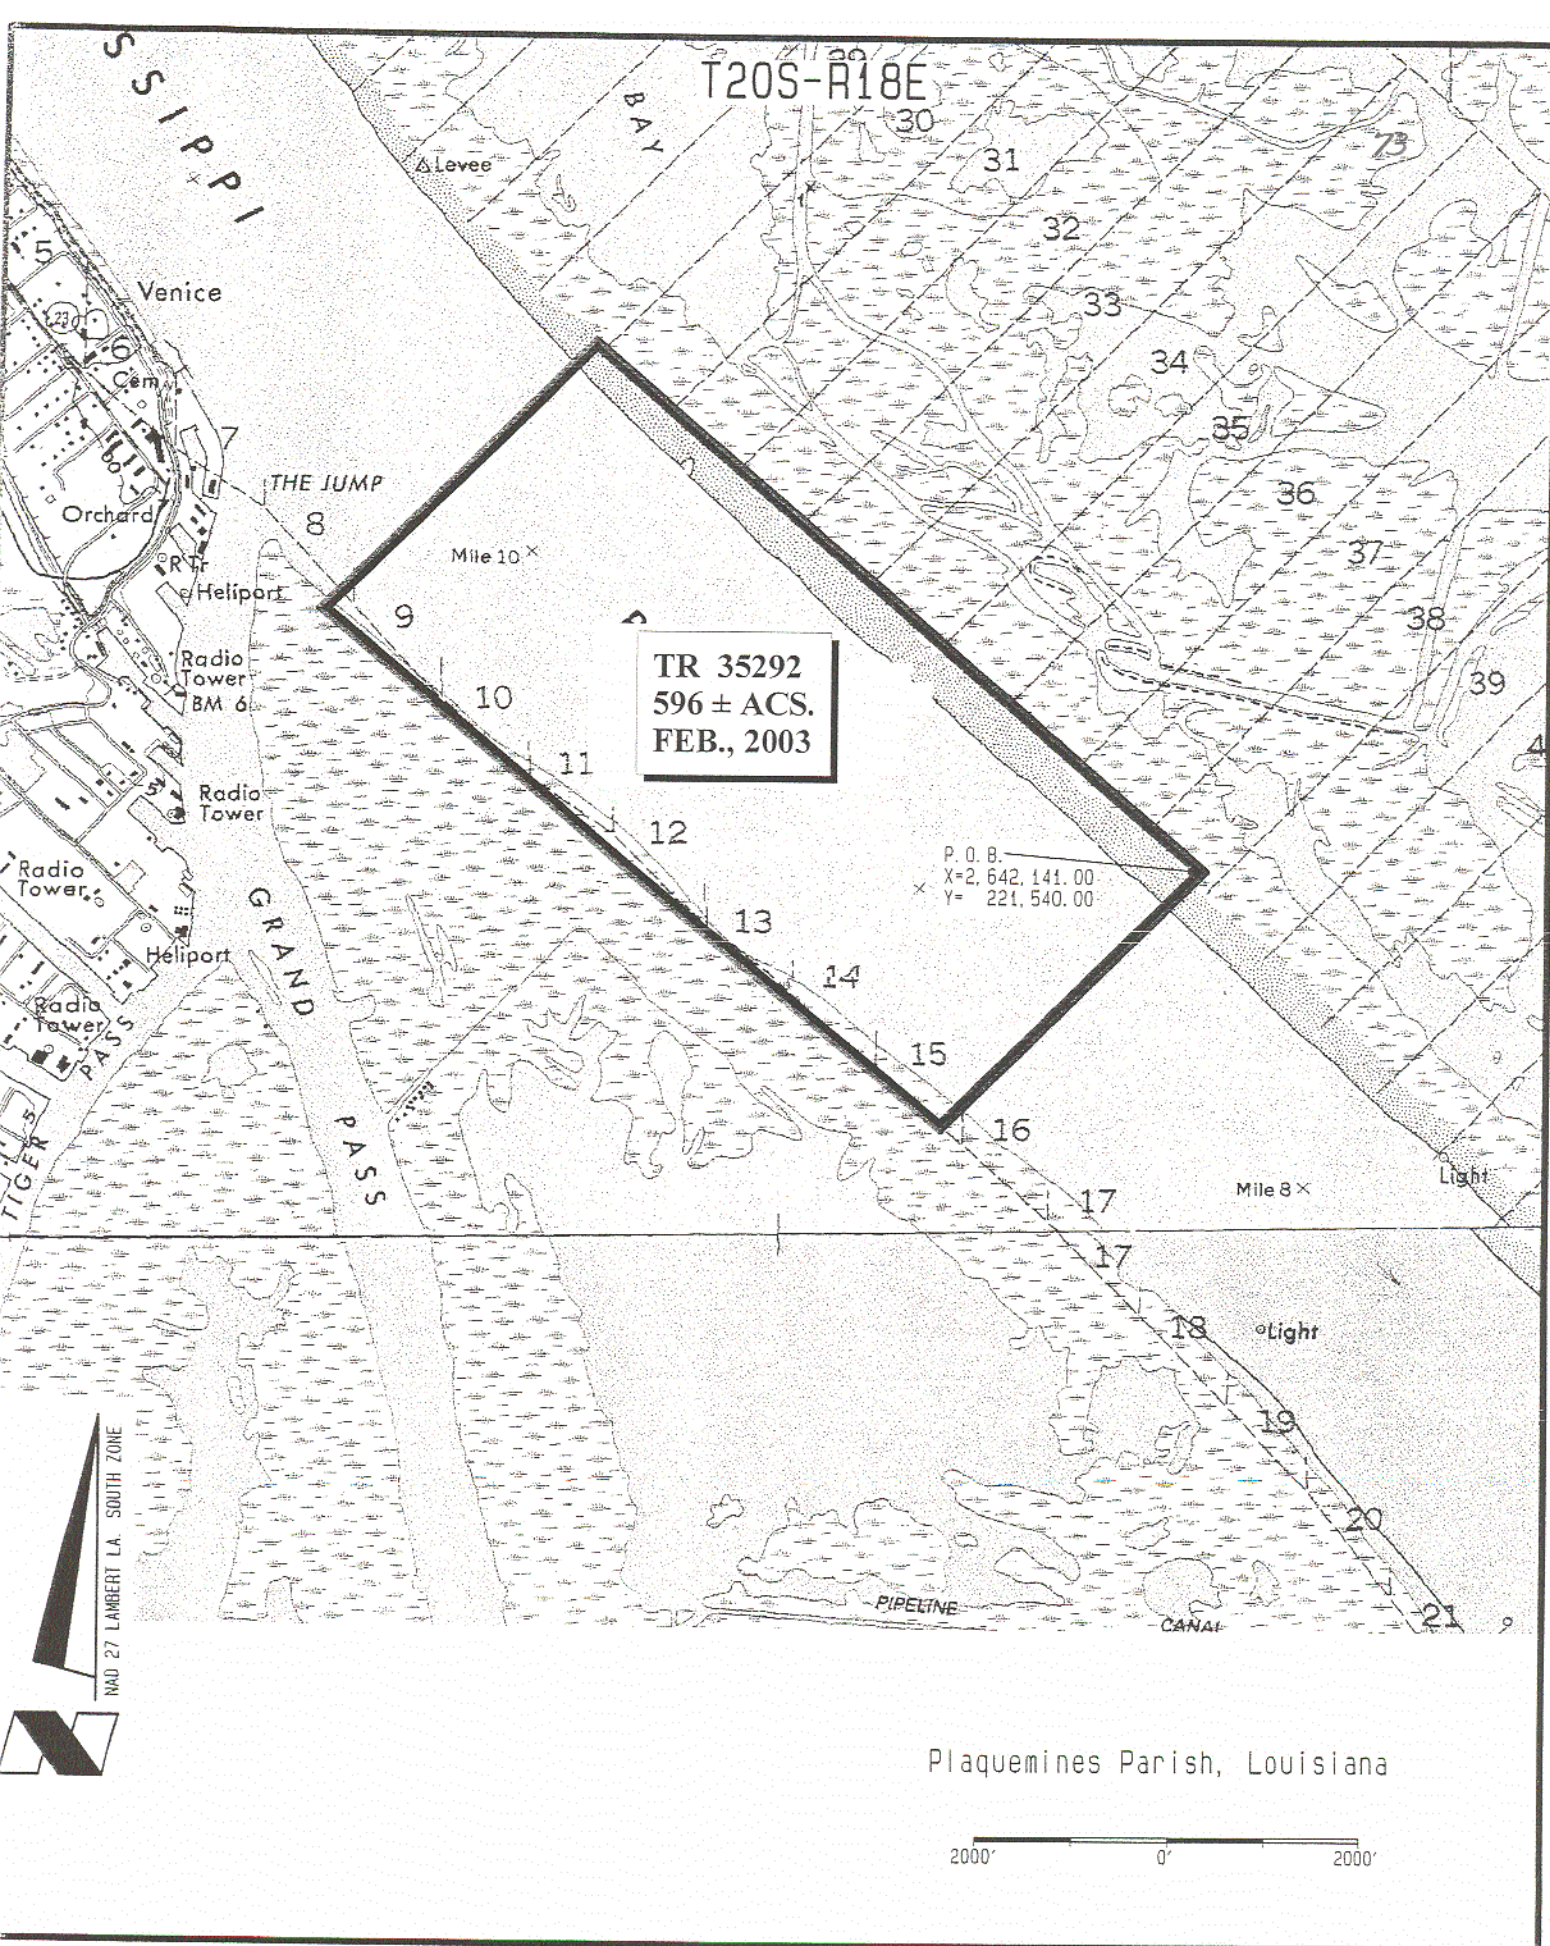 SSIPPI
T20S-R18E
30
BAY
30
31
73
Levee
32
5
Venice
33
23
6
34
Cem
35
7
THE JUMP
36
8
Orchard
Mile 10
37
R Tr
Heliport
9
38
Radio
Tower
BM 6
10
TR 35292
596 ± ACS.
FEB., 2003
39
4
11
5
Radio
Tower
12
P. O. B.
X=2, 642, 141.00
Y= 221, 540.00
Radio
Tower
GRAND
13
Heliport
14
Radio
Tower
PASS
15
PASS
16
TIGER
Mile 8
Light
17
17
18
Light
19
NAD 27 LAMBERT LA. SOUTH ZONE
20
PIPELINE
CANAL
21
N
Plaquemines Parish, Louisiana
2000' 0' 2000'